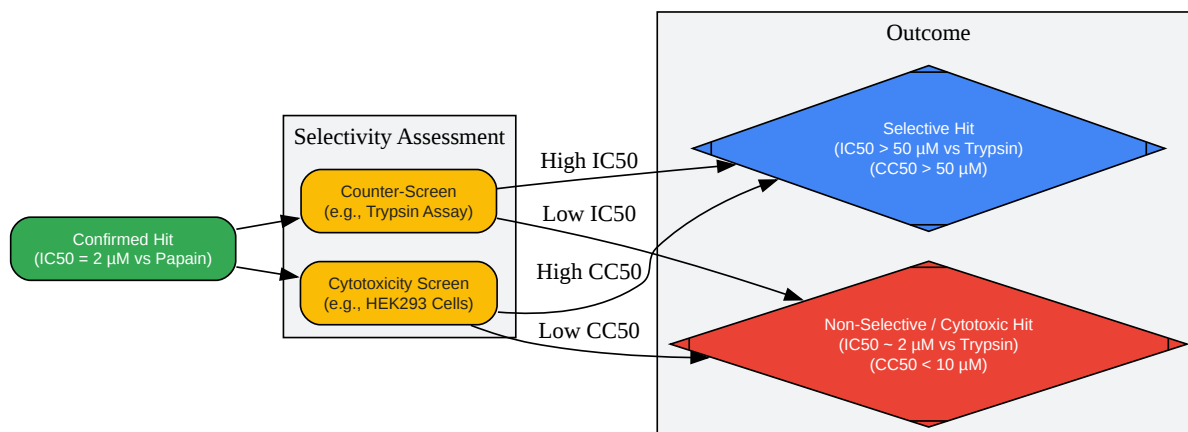 Outcome
Selectivity Assessment
Confirmed Hit
(IC50 = 2 µM vs Papain)
Counter-Screen
(e.g., Trypsin Assay)
Cytotoxicity Screen
(e.g., HEK293 Cells)
High IC50
Low IC50
High CC50
Low CC50
Selective Hit
(IC50 > 50 µM vs Trypsin)
(CC50 > 50 µM)
Non-Selective / Cytotoxic Hit
(IC50 ~ 2 µM vs Trypsin)
(CC50 < 10 µM)